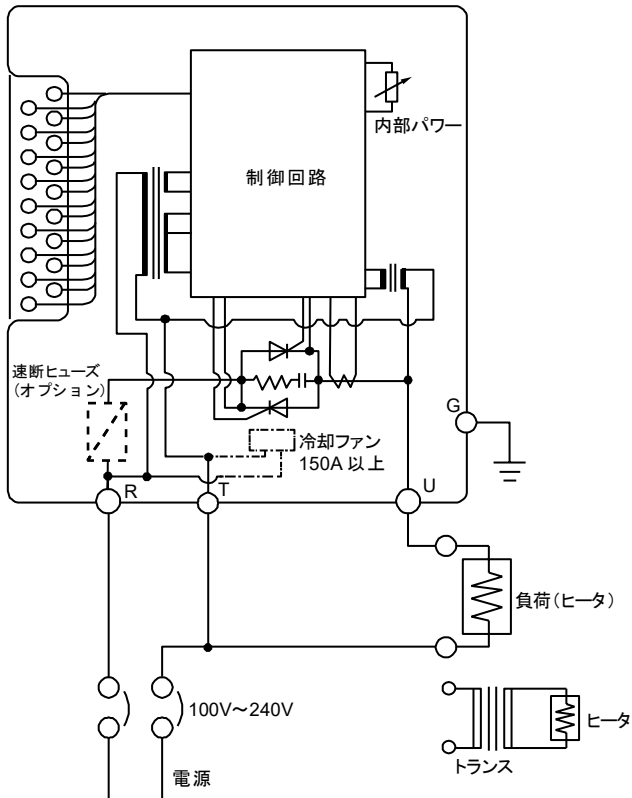 内部パワー
制御回路
速断ヒューズ
(オプション)
G
冷却ファン
150A 以上
R
T
U
負荷(ヒータ)
100V～240V
ヒータ
トランス
電源